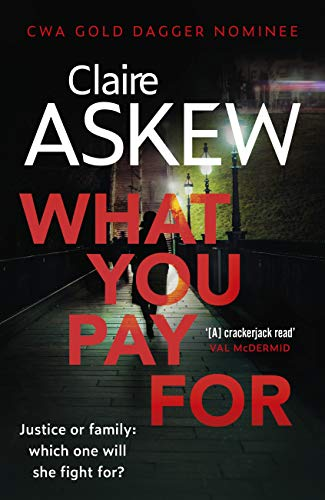 CWA GOLD DAGGER NOMINEE
Claire
ASKEW
WHAT
YOU
PAY
FOR
‘[A] crackerjack read’
VAL McDERMID
Justice or family:
which one will
she fight for?